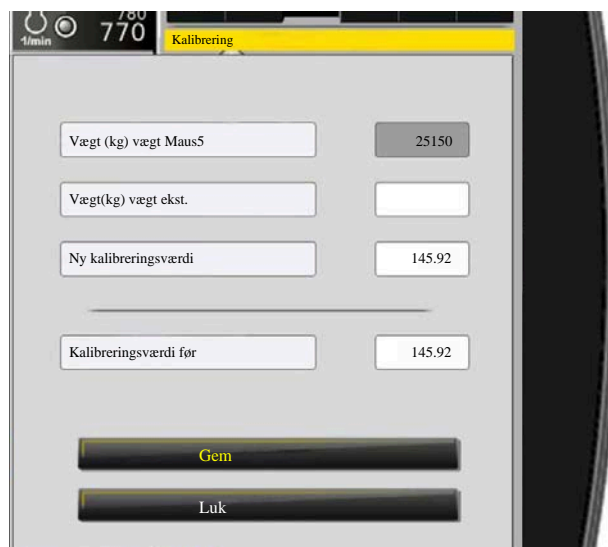 780
1/min 770
Kalibrering
Vægt (kg) vægt Maus5 25150
Vægt(kg) vægt ekst.
Ny kalibreringsværdi 145.92
Kalibreringsværdi før 145.92
Gem
Luk